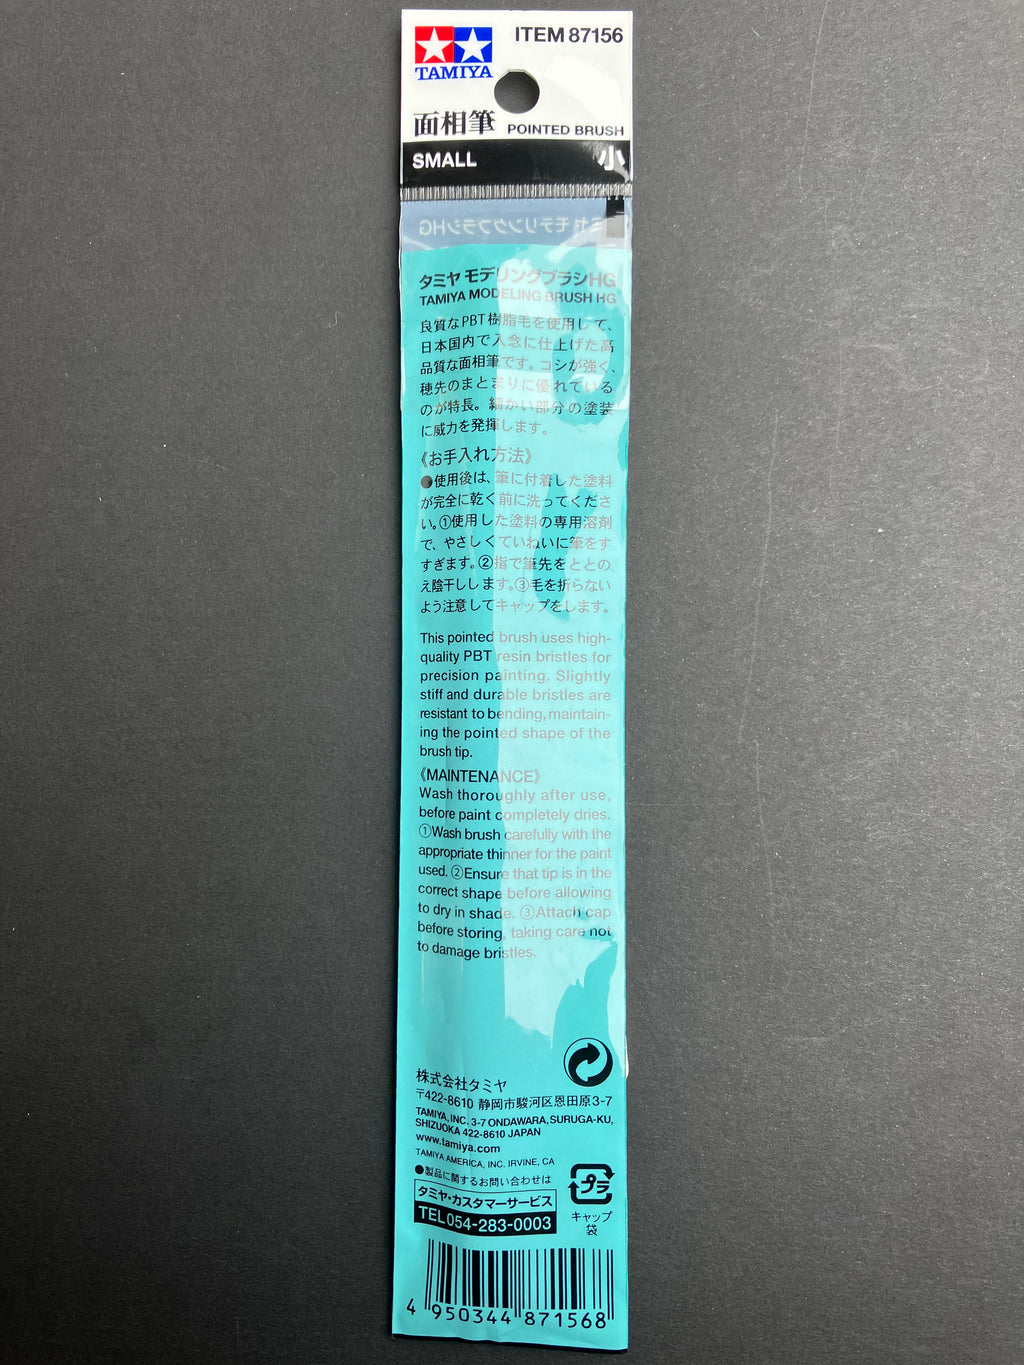 ITEM 87156
TAMIYA
面相筆 POINTED BRUSH
SMALL 小
タミヤ モデリングブラシHG
タミヤ モデリングブラシHG
TAMIYA MODELING BRUSH HG
良質なPBT樹脂毛を使用して、
日本国内で入念に仕上げた高
品質な面相筆です。コシが強く、
穂先のまとまりに優れている
のが特長。細かい部分の塗装
に威力を発揮します。
《お手入れ方法》
●使用後は、筆に付着した塗料
が完全に乾く前に洗ってくださ
い。①使用した塗料の専用溶剤
で、やさしくていねいに筆をす
すぎます。②指で筆先をととの
え陰干しします。③毛を折らない
よう注意してキャップをします。
This pointed brush uses high-
quality PBT resin bristles for
precision painting. Slightly
stiff and durable bristles are
resistant to bending, maintain-
ing the pointed shape of the
brush tip.
《MAINTENANCE》
Wash thoroughly after use,
before paint completely dries.
①Wash brush carefully with the
appropriate thinner for the paint
used. ②Ensure that tip is in the
correct shape before allowing
to dry in shade. ③Attach cap
before storing, taking care not
to damage bristles.
株式会社タミヤ
〒422-8610 静岡市駿河区恩田原3-7
TAMIYA, INC. 3-7 ONDAWARA, SURUGA-KU,
SHIZUOKA 422-8610 JAPAN
www.tamiya.com
TAMIYA AMERICA, INC. IRVINE, CA
●製品に関するお問い合わせは
タミヤ・カスタマーサービス
TEL054-283-0003
プラ
キャップ
袋
4 950344 871568